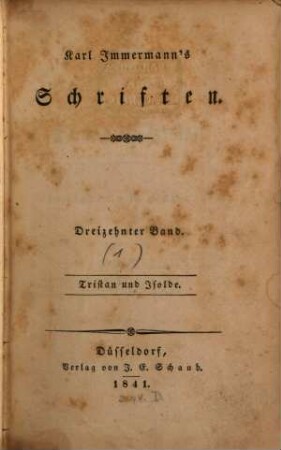 Karl Immermann's
Schriften.
Dreizehnter Band.
(1)
Tristan und Isolde.
Düsseldorf,
Verlag von J. E. Schaub.
1841.